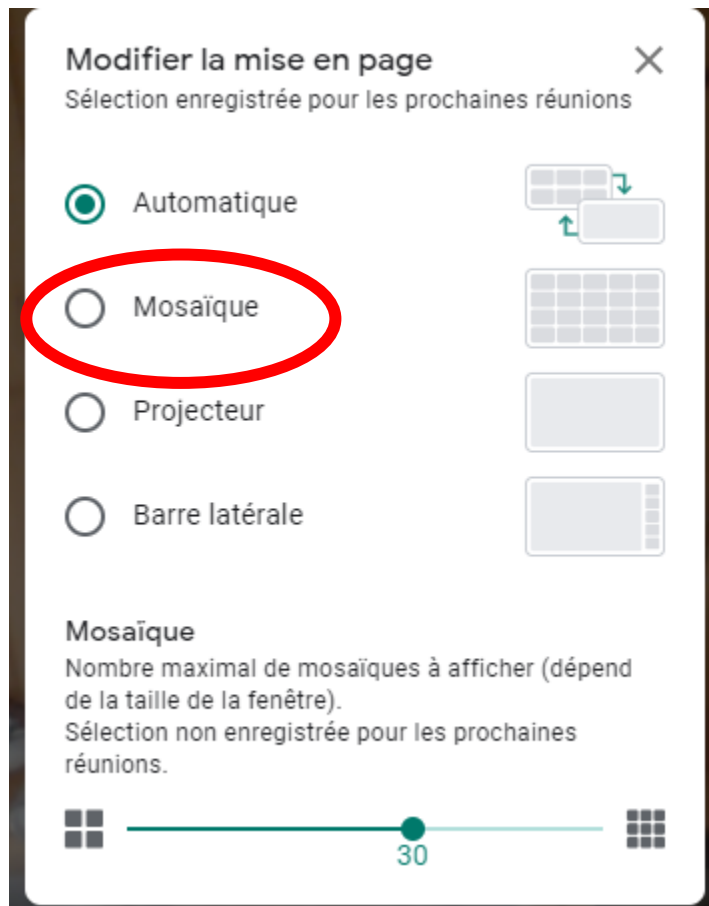 Modifier la mise en page
Sélection enregistrée pour les prochaines réunions
Automatique
Mosaïque
Projecteur
Barre latérale
Mosaïque
Nombre maximal de mosaïques à afficher (dépend
de la taille de la fenêtre).
Sélection non enregistrée pour les prochaines
réunions.
30